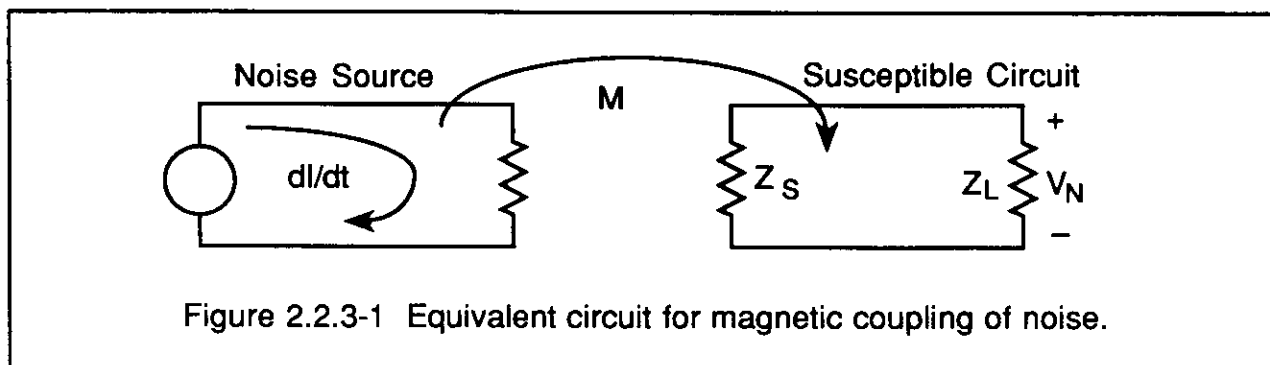 Noise Source
M
Susceptible Circuit
dI/dt
Z S
Z L
+
V N
−
Figure 2.2.3-1 Equivalent circuit for magnetic coupling of noise.